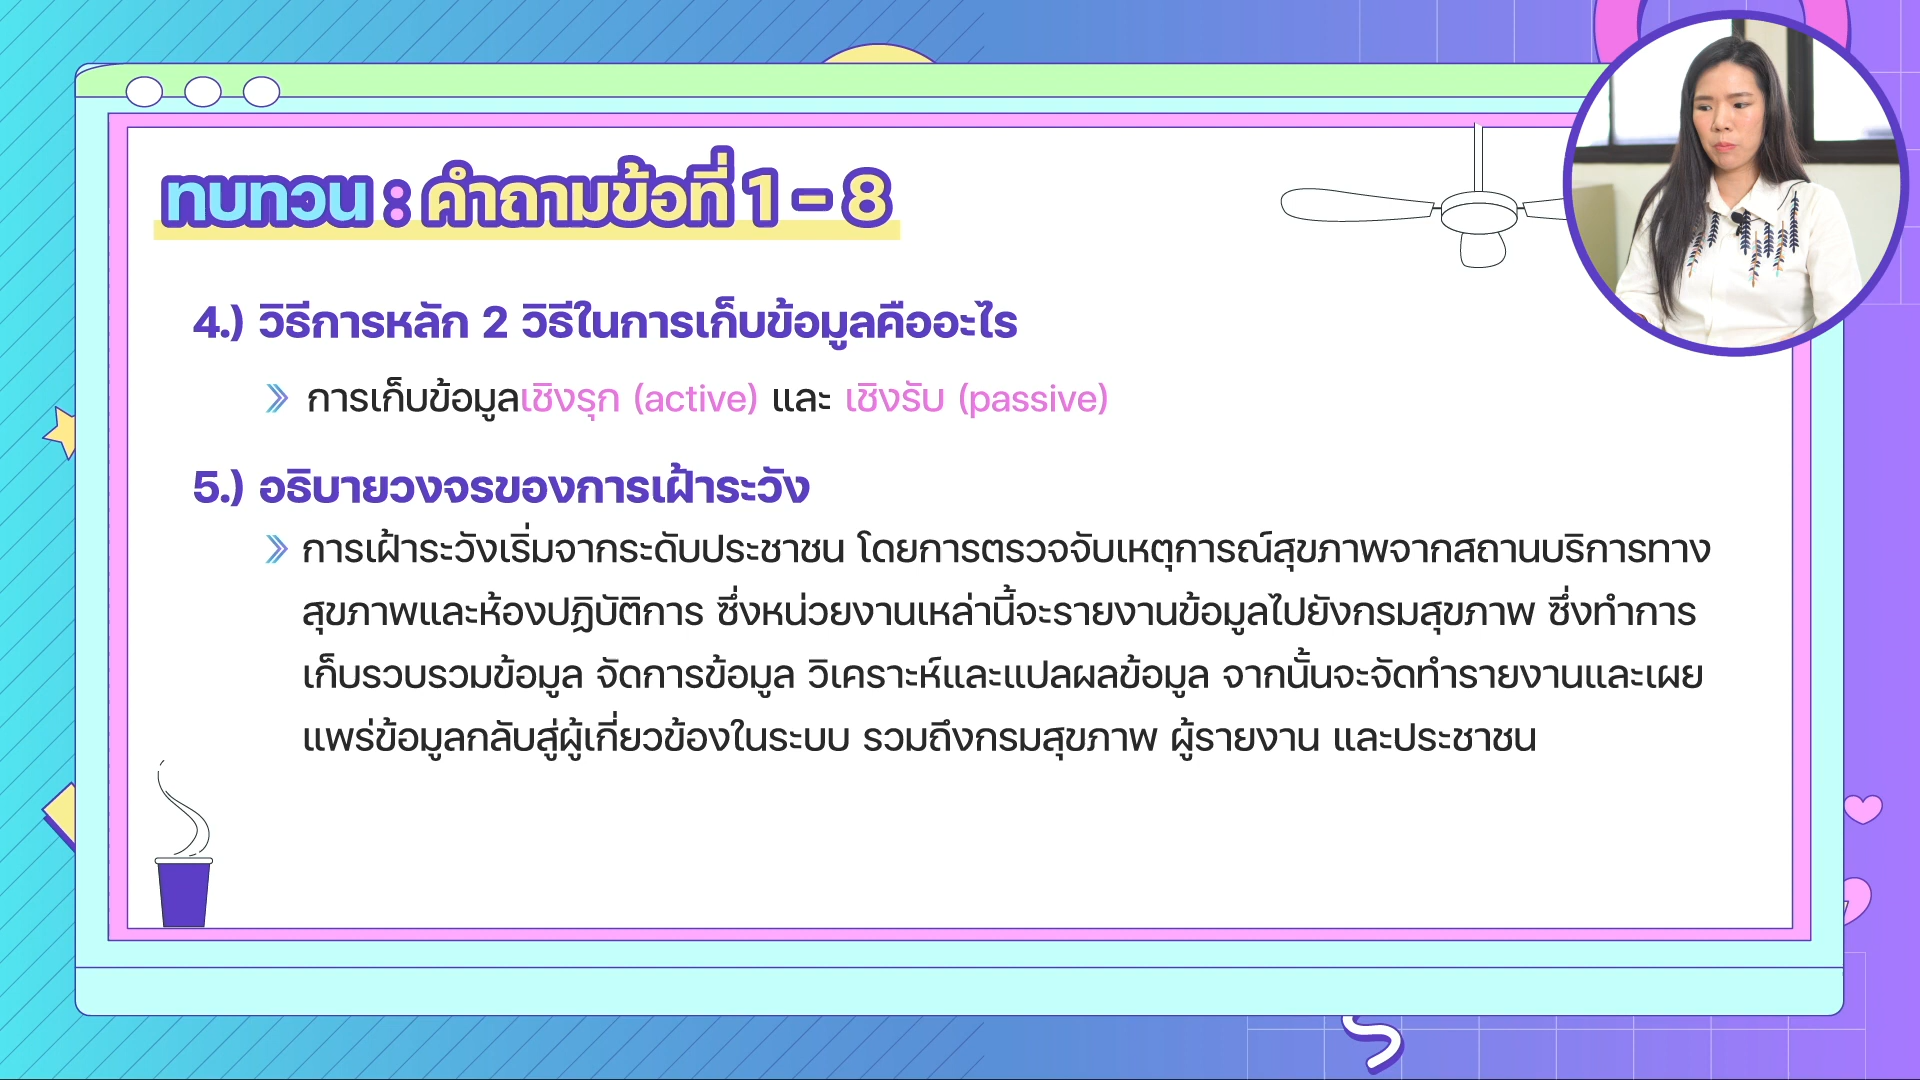 ทบทวน : คำถามข้อที่ 1 – 8
4.) วิธีการหลัก 2 วิธีในการเก็บข้อมูลคืออะไร
การเก็บข้อมูลเชิงรุก (active) และ เชิงรับ (passive)
5.) อธิบายวงจรของการเฝ้าระวัง
การเฝ้าระวังเริ่มจากระดับประชาชน โดยการตรวจจับเหตุการณ์สุขภาพจากสถานบริการทาง
สุขภาพและห้องปฏิบัติการ ซึ่งหน่วยงานเหล่านี้จะรายงานข้อมูลไปยังกรมสุขภาพ ซึ่งทำการ
เก็บรวบรวมข้อมูล จัดการข้อมูล วิเคราะห์และแปลผลข้อมูล จากนั้นจะจัดทำรายงานและเผย
แพร่ข้อมูลกลับสู่ผู้เกี่ยวข้องในระบบ รวมถึงกรมสุขภาพ ผู้รายงาน และประชาชน